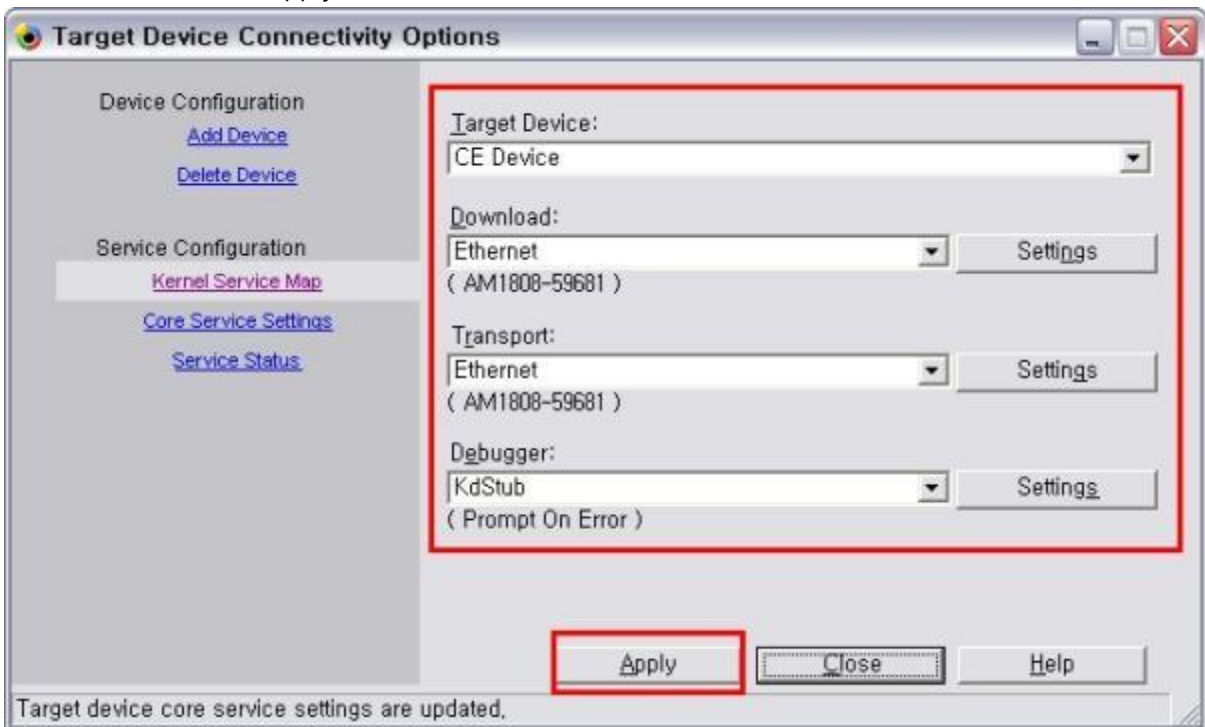 Target Device Connectivity Options
Device Configuration
Add Device
Delete Device
Service Configuration
Kernel Service Map
Core Service Settings
Service Status
Target Device:
CE Device
Download:
Ethernet
Settings
( AM1808-59681 )
Transport:
Ethernet
Settings
( AM1808-59681 )
Debugger:
KdStub
Settings
( Prompt On Error )
Apply
Close
Help
Target device core service settings are updated,